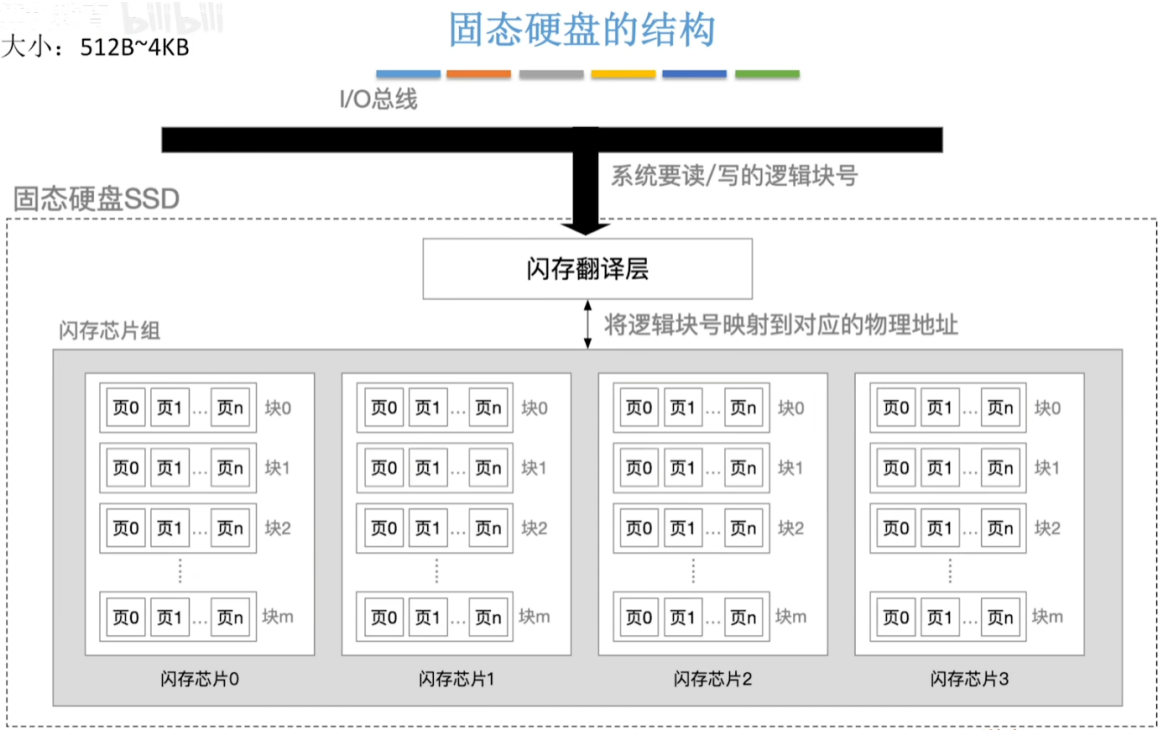 bilibili
大小：512B~4KB
固态硬盘的结构
I/O总线
系统要读/写的逻辑块号
固态硬盘SSD
闪存翻译层
将逻辑块号映射到对应的物理地址
闪存芯片组
页0 页1 ... 页n 块0 页0 页1 ... 页n 块0 页0 页1 ... 页n 块0 页0 页1 ... 页n 块0
页0 页1 ... 页n 块1 页0 页1 ... 页n 块1 页0 页1 ... 页n 块1 页0 页1 ... 页n 块1
页0 页1 ... 页n 块2 页0 页1 ... 页n 块2 页0 页1 ... 页n 块2 页0 页1 ... 页n 块2
页0 页1 ... 页n 块m 页0 页1 ... 页n 块m 页0 页1 ... 页n 块m 页0 页1 ... 页n 块m
闪存芯片0 闪存芯片1 闪存芯片2 闪存芯片3